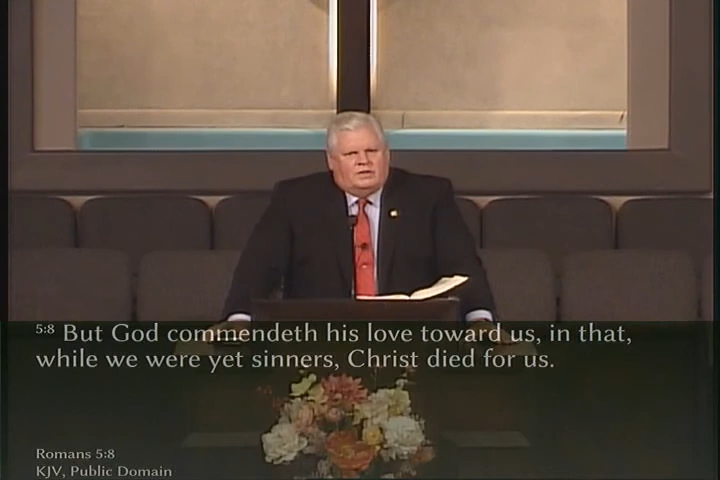 5:8 But God commendeth his love toward us, in that,
while we were yet sinners, Christ died for us.
Romans 5:8
KJV, Public Domain